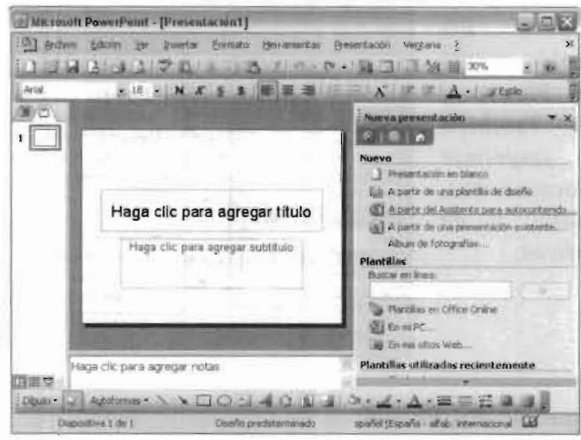 Microsoft PowerPoint - [Presentación1]
Archivo Edición Ver Insertar Formato Herramientas Presentación Ventana ?
30%
Arial 18 N K S S A A Estilo
1
Haga clic para agregar título
Haga clic para agregar subtítulo
Haga clic para agregar notas
Nueva presentación
Nuevo
Presentación en blanco
A partir de una plantilla de diseño
A partir del Asistente para autocontenido...
A partir de una presentación existente...
Álbum de fotografías...
Plantillas
Buscar en línea:
Plantillas en Office Online
En mi PC...
En mis sitios Web...
Plantillas utilizadas recientemente
Dibujo Autoformas
Diapositiva 1 de 1 Diseño predeterminado español (España - alfab. internacional